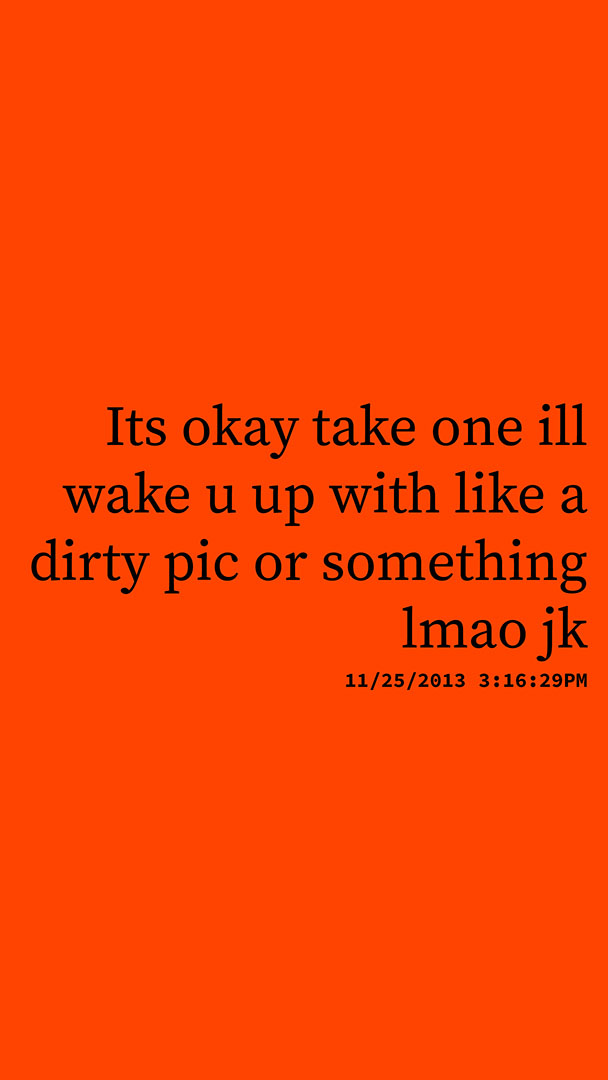 Its okay take one ill
wake u up with like a
dirty pic or something
lmao jk
11/25/2013 3:16:29PM